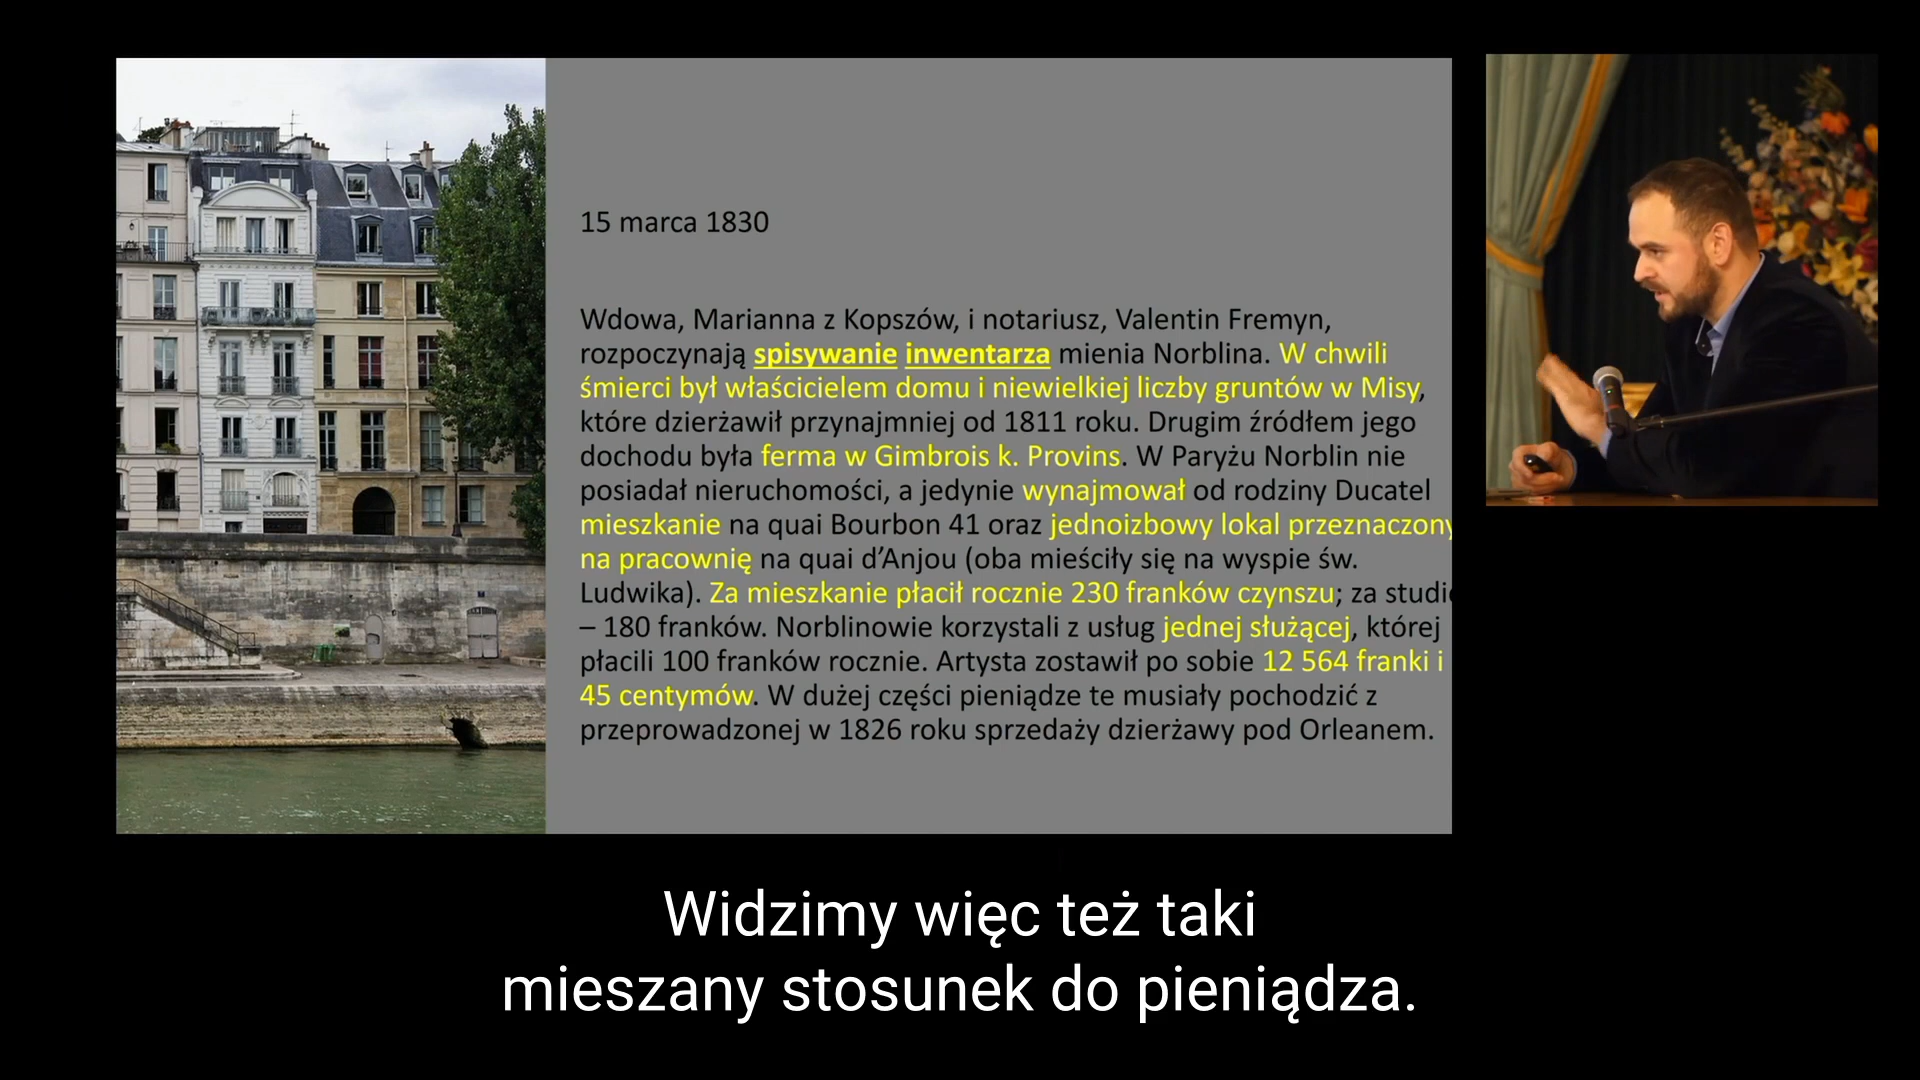 15 marca 1830
Wdowa, Marianna z Kopszów, i notariusz, Valentin Fremyn,
rozpoczynają spisywanie inwentarza mienia Norblina. W chwili
śmierci był właścicielem domu i niewielkiej liczby gruntów w Misy,
które dzierżawił przynajmniej od 1811 roku. Drugim źródłem jego
dochodu była ferma w Gimbrois k. Provins. W Paryżu Norblin nie
posiadał nieruchomości, a jedynie wynajmował od rodziny Ducatel
mieszkanie na quai Bourbon 41 oraz jednoizbowy lokal przeznaczony
na pracownię na quai d’Anjou (oba mieściły się na wyspie św.
Ludwika). Za mieszkanie płacił rocznie 230 franków czynszu; za studio
– 180 franków. Norblinowie korzystali z usług jednej służącej, której
płacili 100 franków rocznie. Artysta zostawił po sobie 12 564 franki i
45 centymów. W dużej części pieniądze te musiały pochodzić z
przeprowadzonej w 1826 roku sprzedaży dzierżawy pod Orleanem.
Widzimy więc też taki
mieszany stosunek do pieniądza.